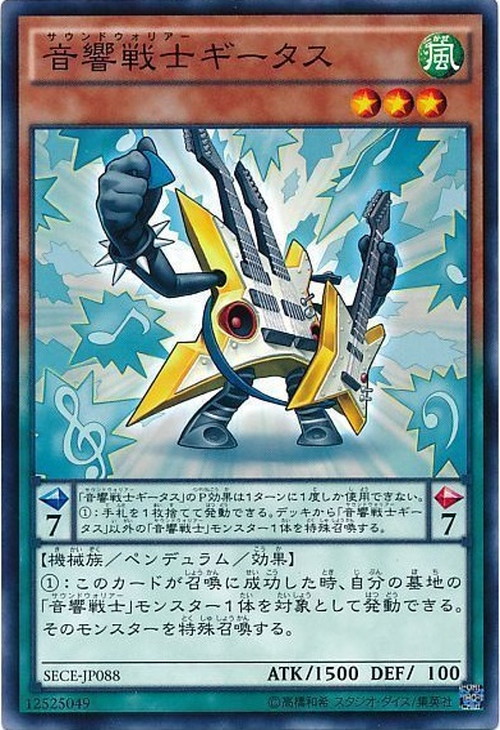 サウンドウォリアー
音響戦士ギータス
風
7
7
「音響戦士ギータス」のP効果は1ターンに1度しか使用できない。
①：手札を1枚捨てて発動できる。デッキから「音響戦士ギータ
ス」以外の「音響戦士」モンスター1体を特殊召喚する。
【機械族／ペンデュラム／効果】
①：このカードが召喚に成功した時、自分の墓地の
「音響戦士」モンスター1体を対象として発動できる。
そのモンスターを特殊召喚する。
SECE-JP088
ATK/1500 DEF/ 100
12525049
©高橋和希 スタジオ・ダイス/集英社